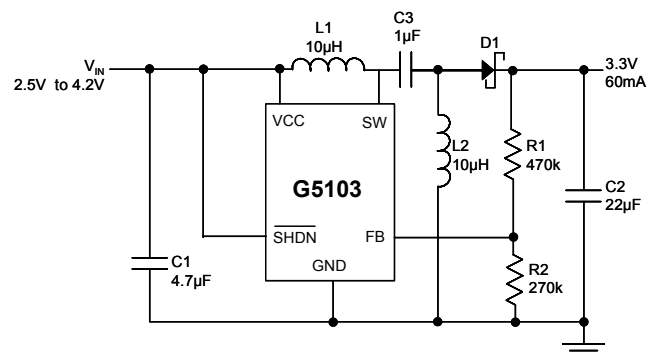 C3
1µF
L1
10µH
D1
VIN
2.5V to 4.2V
3.3V
60mA
VCC
SW
L2
10µH
R1
470k
G5103
C2
22µF
SHDN
FB
C1
4.7µF
GND
R2
270k